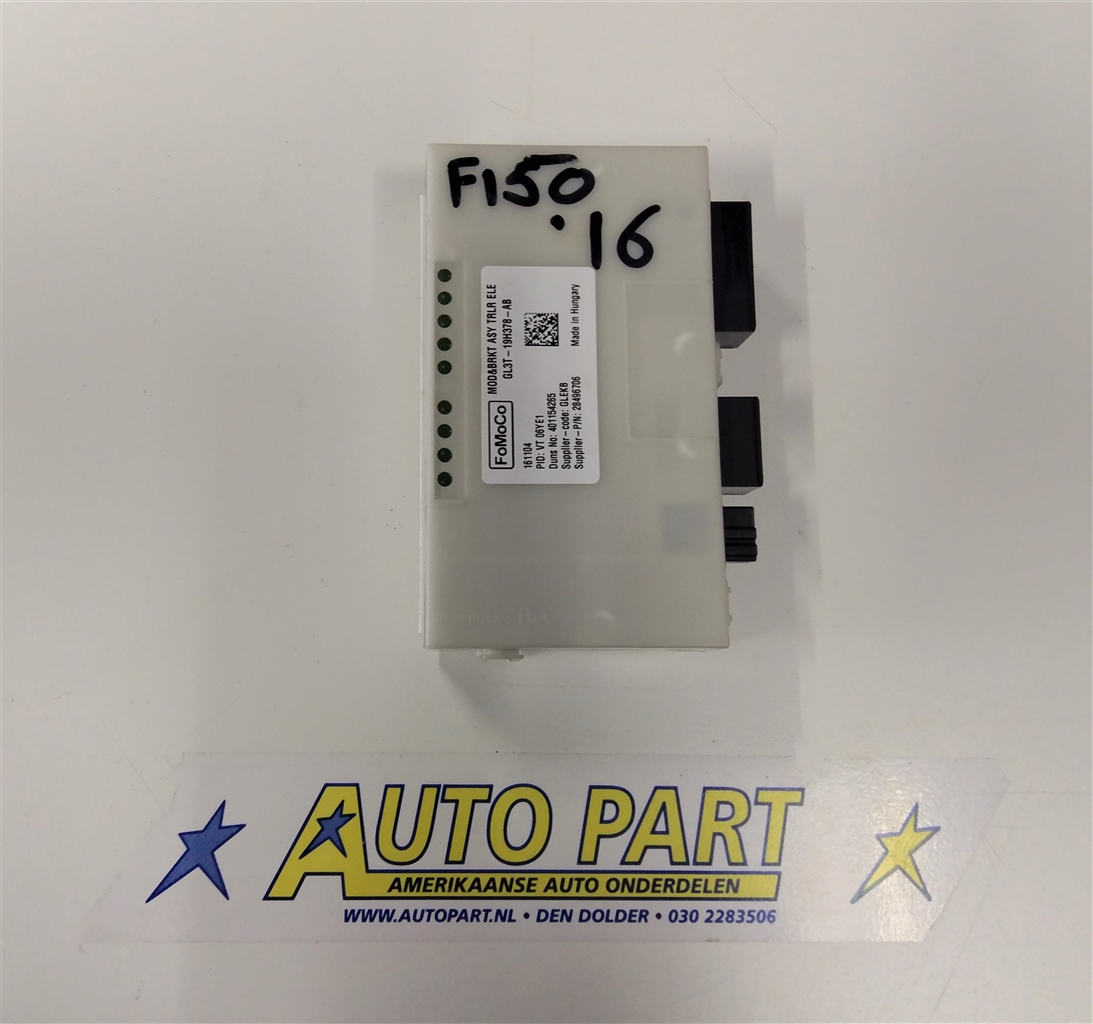 F150
'16
FoMoCo
MOD&BRKT ASY TRLR ELE
GL3T-19H378-AB
161104
PID: VT 06YE1
Duns No: 401154265
Supplier-code: GLEKB
Supplier-P/N: 28496706
Made in Hungary
AUTO PART
AMERIKAANSE AUTO ONDERDELEN
WWW.AUTOPART.NL • DEN DOLDER • 030 2283506